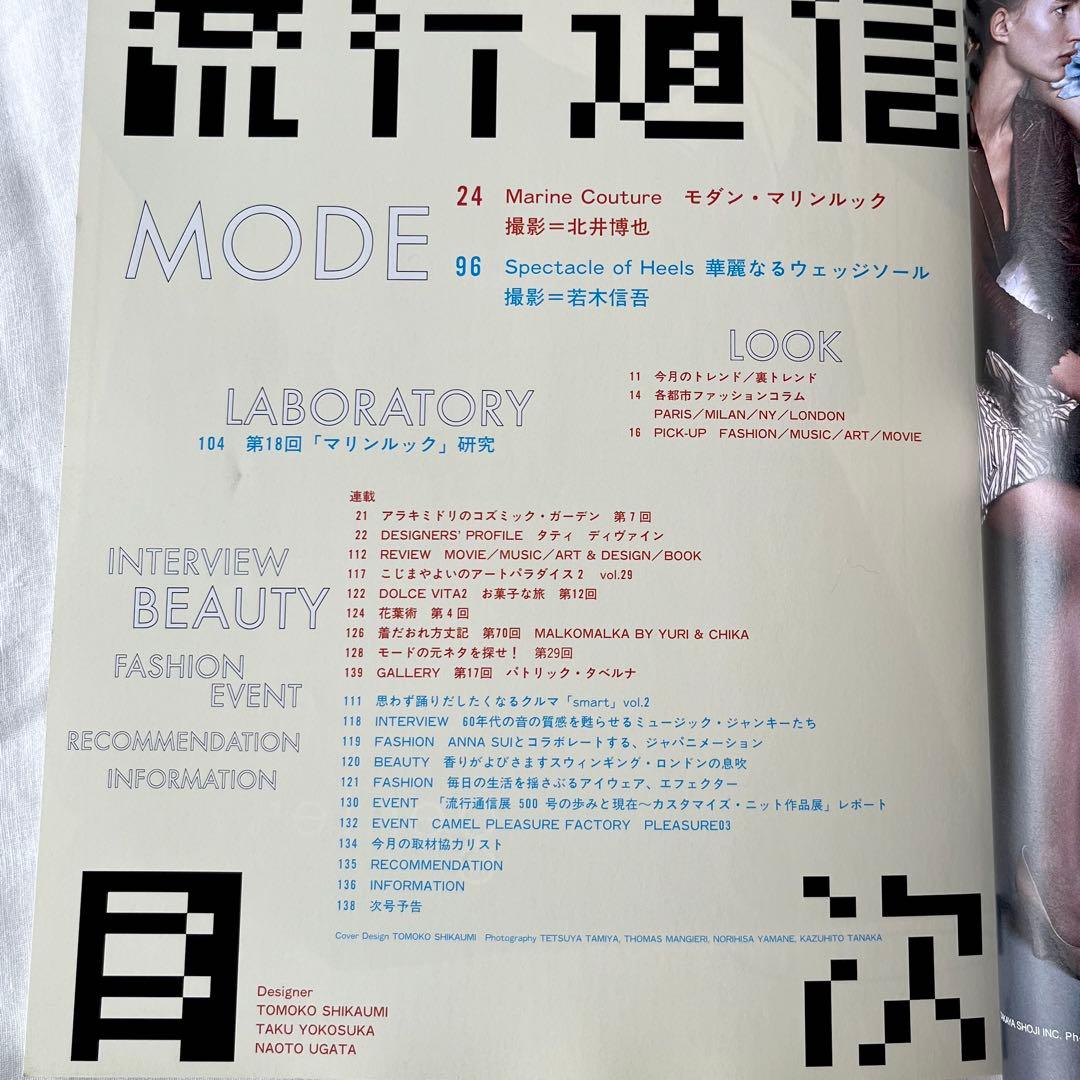 流行通信
MODE
24 Marine Couture モダン・マリンルック
撮影＝北井博也
96 Spectacle of Heels 華麗なるウェッジソール
撮影＝若木信吾
LOOK
11 今月のトレンド／裏トレンド
14 各都市ファッションコラム
PARIS／MILAN／NY／LONDON
16 PICK-UP FASHION／MUSIC／ART／MOVIE
LABORATORY
104 第18回「マリンルック」研究
連載
21 アラキミドリのコズミック・ガーデン 第7回
22 DESIGNERS' PROFILE タティ ディヴァイン
112 REVIEW MOVIE／MUSIC／ART & DESIGN／BOOK
117 こじまやよいのアートパラダイス2 vol.29
122 DOLCE VITA2 お菓子な旅 第12回
124 花葉術 第4回
126 着だおれ方丈記 第70回 MALKOMALKA BY YURI & CHIKA
128 モードの元ネタを探せ！ 第29回
139 GALLERY 第17回 パトリック・タベルナ
INTERVIEW
BEAUTY
FASHION
EVENT
RECOMMENDATION
INFORMATION
111 思わず踊りだしたくなるクルマ「smart」vol.2
118 INTERVIEW 60年代の音の質感を甦らせるミュージック・ジャンキーたち
119 FASHION ANNA SUIとコラボレートする、ジャパニメーション
120 BEAUTY 香りがよびさますスウィンギング・ロンドンの息吹
121 FASHION 毎日の生活を揺さぶるアイウェア、エフェクター
130 EVENT 「流行通信展 500 号の歩みと現在～カスタマイズ・ニット作品展」レポート
132 EVENT CAMEL PLEASURE FACTORY PLEASURE03
134 今月の取材協力リスト
135 RECOMMENDATION
136 INFORMATION
138 次号予告
Cover Design TOMOKO SHIKAUMI Photography TETSUYA TAMIYA, THOMAS MANGIERI, NORIHISA YAMANE, KAZUHITO TANAKA
目次
Designer
TOMOKO SHIKAUMI
TAKU YOKOSUKA
NAOTO UGATA
SHOJI INC. Ph